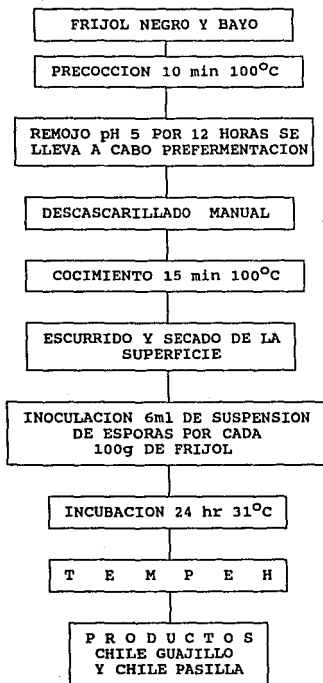 FRIJOL NEGRO Y BAYO
PRECOCCION 10 min 100°C
REMOJO pH 5 POR 12 HORAS SE
LLEVA A CABO PREFERMENTACION
DESCASCARILLADO MANUAL
COCIMIENTO 15 min 100°C
ESCURRIDO Y SECADO DE LA
SUPERFICIE
INOCULACION 6ml DE SUSPENSION
DE ESPORAS POR CADA
100g DE FRIJOL
INCUBACION 24 hr 31°C
T E M P E H
P R O D U C T O S
CHILE GUAJILLO
Y CHILE PASILLA